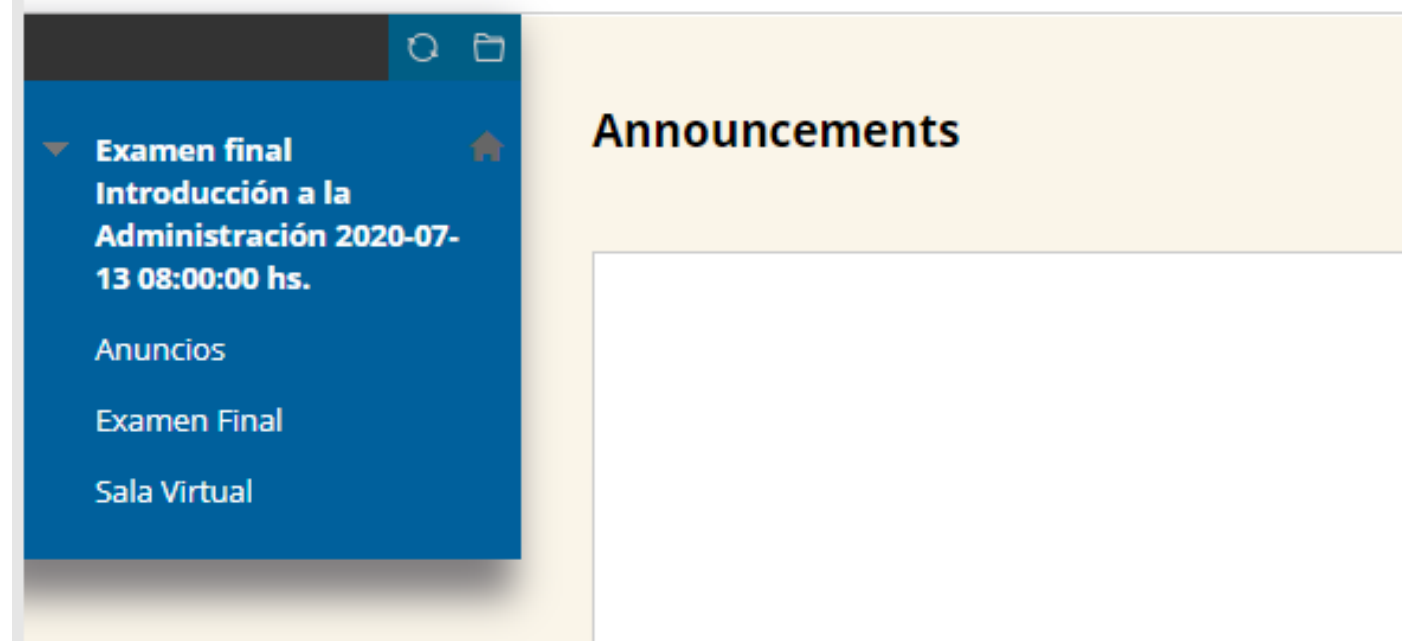 Examen final
Introducción a la
Administración 2020-07-
13 08:00:00 hs.
Anuncios
Examen Final
Sala Virtual
Announcements